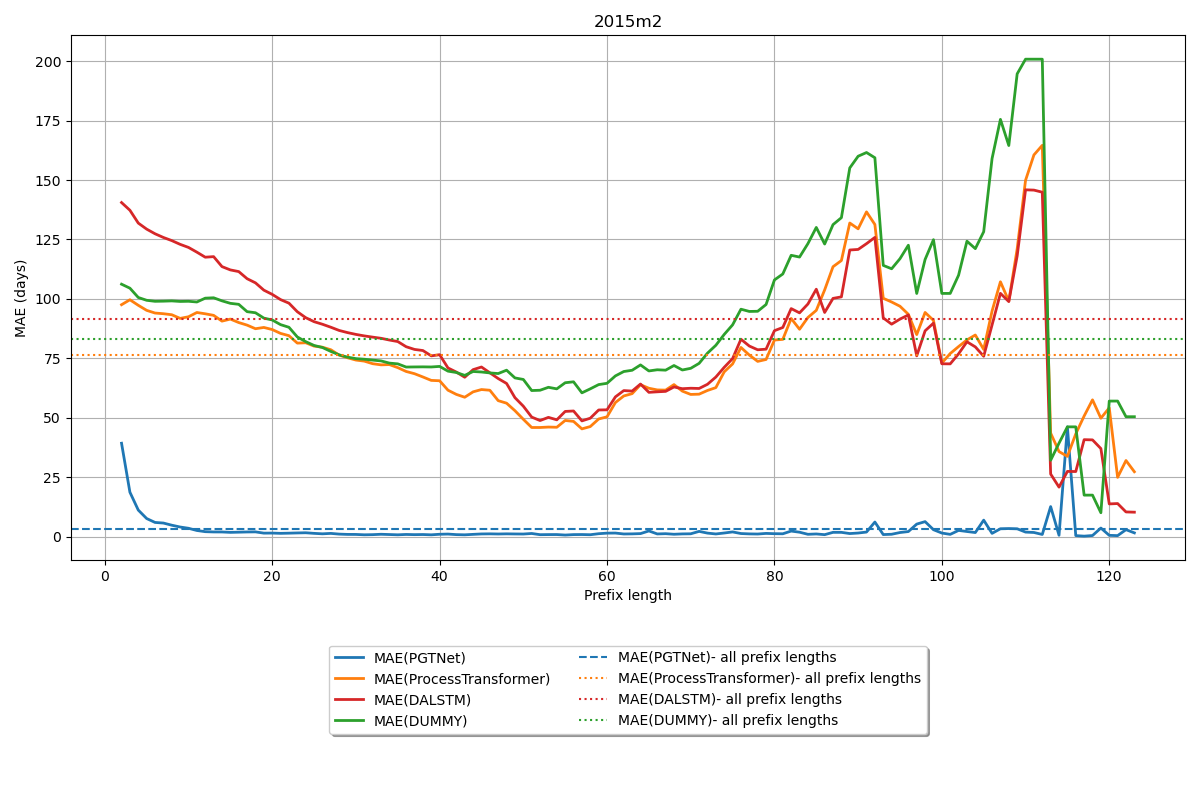 2015m2
200
175
150
125
100
75
50
25
0
MAE (days)
0 20 40 60 80 100 120
Prefix length
MAE(PGTNet)
MAE(ProcessTransformer)
MAE(DALSTM)
MAE(DUMMY)
MAE(PGTNet)- all prefix lengths
MAE(ProcessTransformer)- all prefix lengths
MAE(DALSTM)- all prefix lengths
MAE(DUMMY)- all prefix lengths